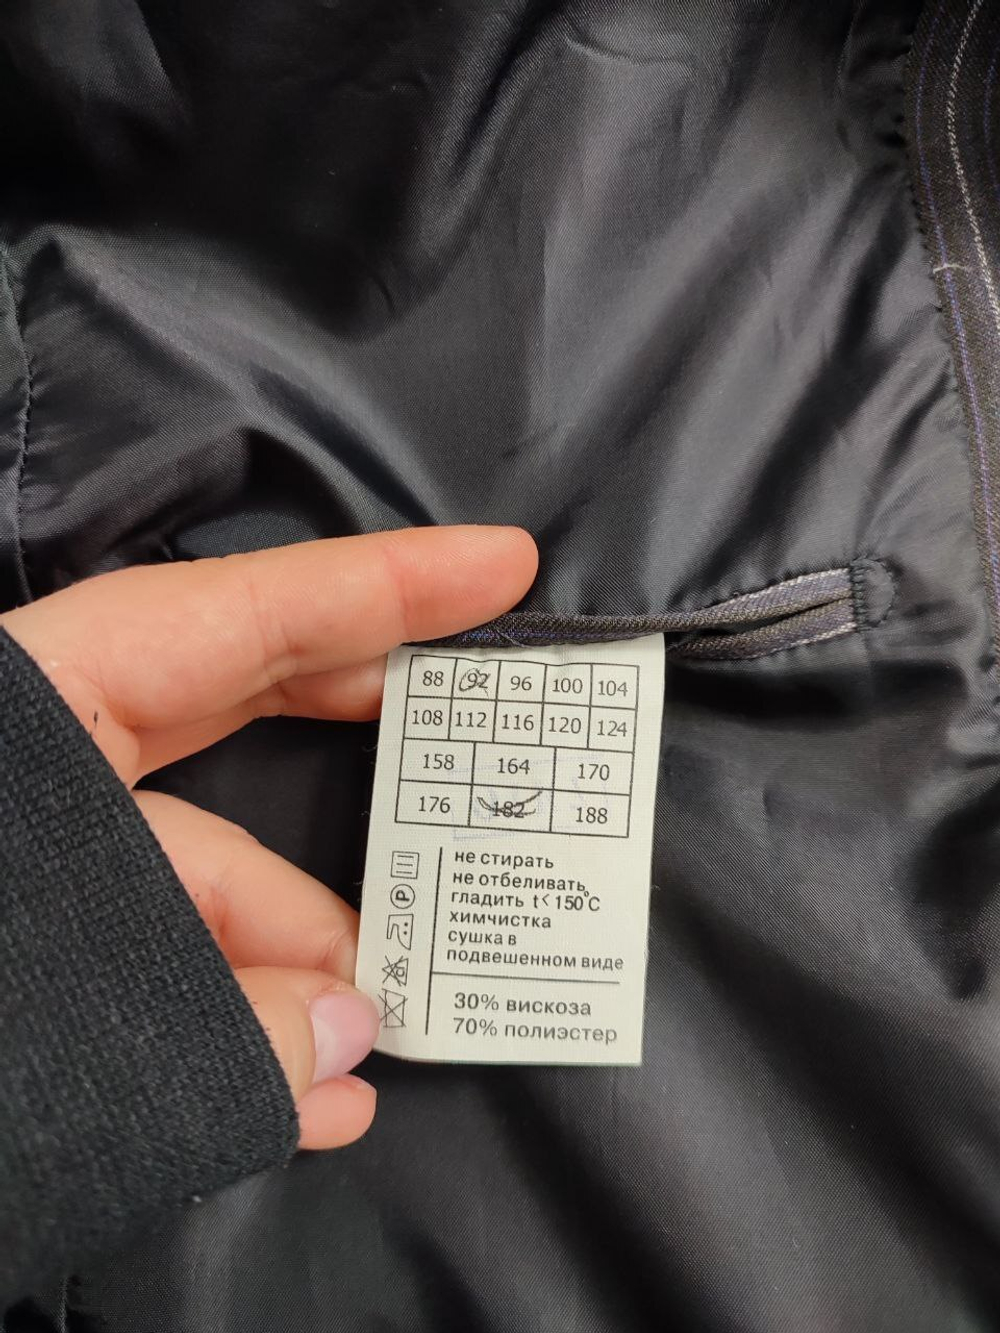 88 92 96 100 104
108 112 116 120 124
158 164 170
176 182 188
не стирать
не отбеливать
гладить t< 150°C
химчистка
сушка в
подвешенном виде
P
30% вискоза
70% полиэстер